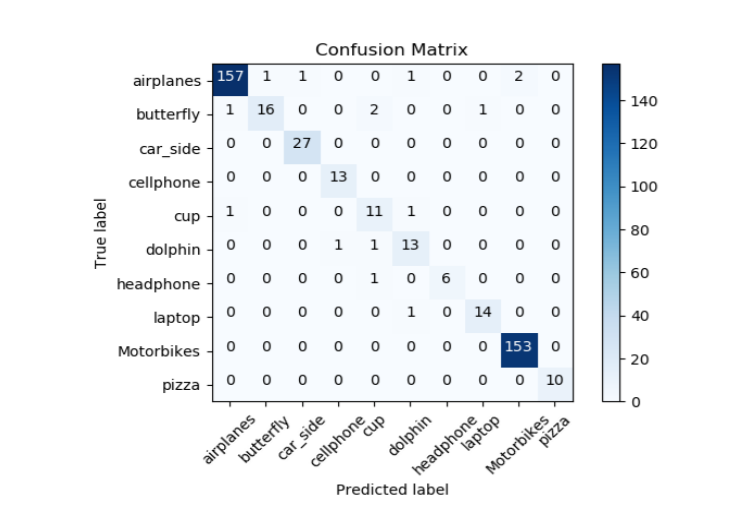 Confusion Matrix
True label
airplanes 157 1 1 0 0 1 0 0 2 0
butterfly 1 16 0 0 2 0 0 1 0 0
car_side 0 0 27 0 0 0 0 0 0 0
cellphone 0 0 0 13 0 0 0 0 0 0
cup 1 0 0 0 11 1 0 0 0 0
dolphin 0 0 0 1 1 13 0 0 0 0
headphone 0 0 0 0 1 0 6 0 0 0
laptop 0 0 0 0 0 1 0 14 0 0
Motorbikes 0 0 0 0 0 0 0 0 153 0
pizza 0 0 0 0 0 0 0 0 0 10
airplanes butterfly car_side cellphone cup dolphin headphone laptop Motorbikes pizza
Predicted label
140
120
100
80
60
40
20
0